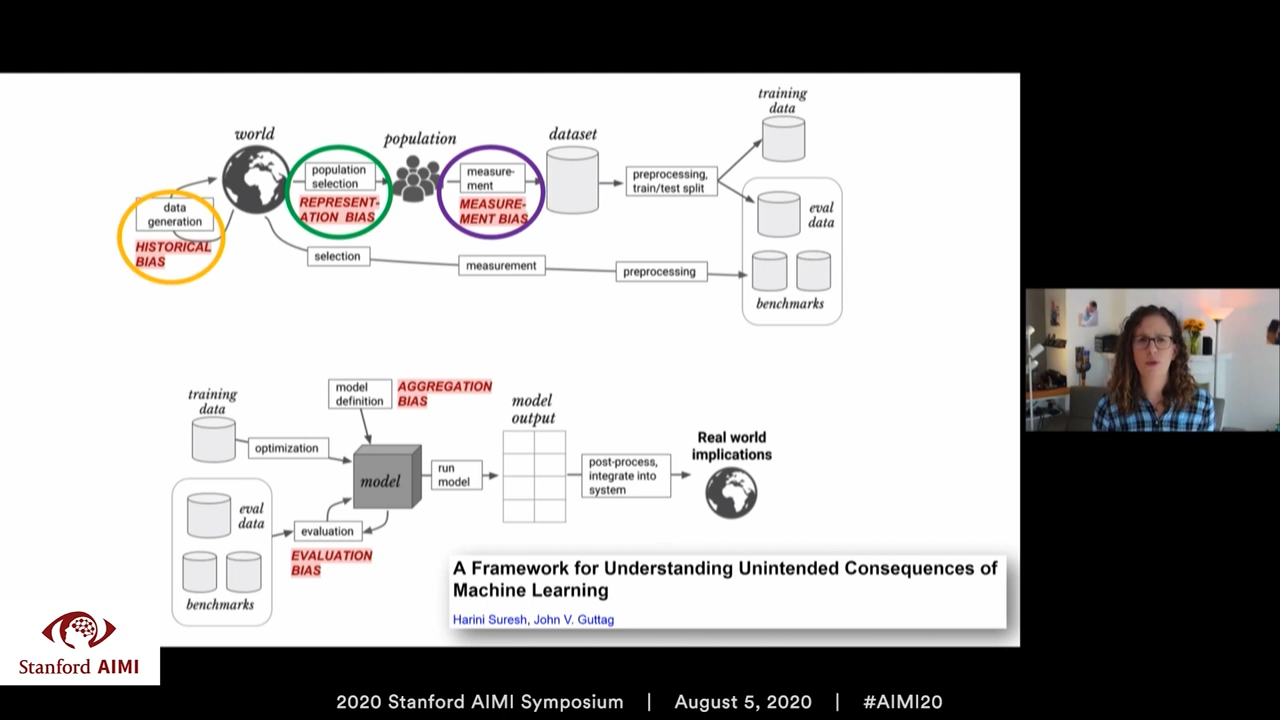 training
data
world
population
dataset
population
selection
measure-
ment
preprocessing,
train/test split
REPRESENT-
ATION BIAS
MEASURE-
MENT BIAS
data
generation
eval
data
HISTORICAL
BIAS
selection
measurement
preprocessing
benchmarks
training
data
model
definition
AGGREGATION
BIAS
model
output
optimization
Real world
implications
model
run
model
post-process,
integrate into
system
eval
data
evaluation
EVALUATION
BIAS
benchmarks
A Framework for Understanding Unintended Consequences of
Machine Learning
Harini Suresh, John V. Guttag
Stanford AIMI
2020 Stanford AIMI Symposium | August 5, 2020 | #AIMI20